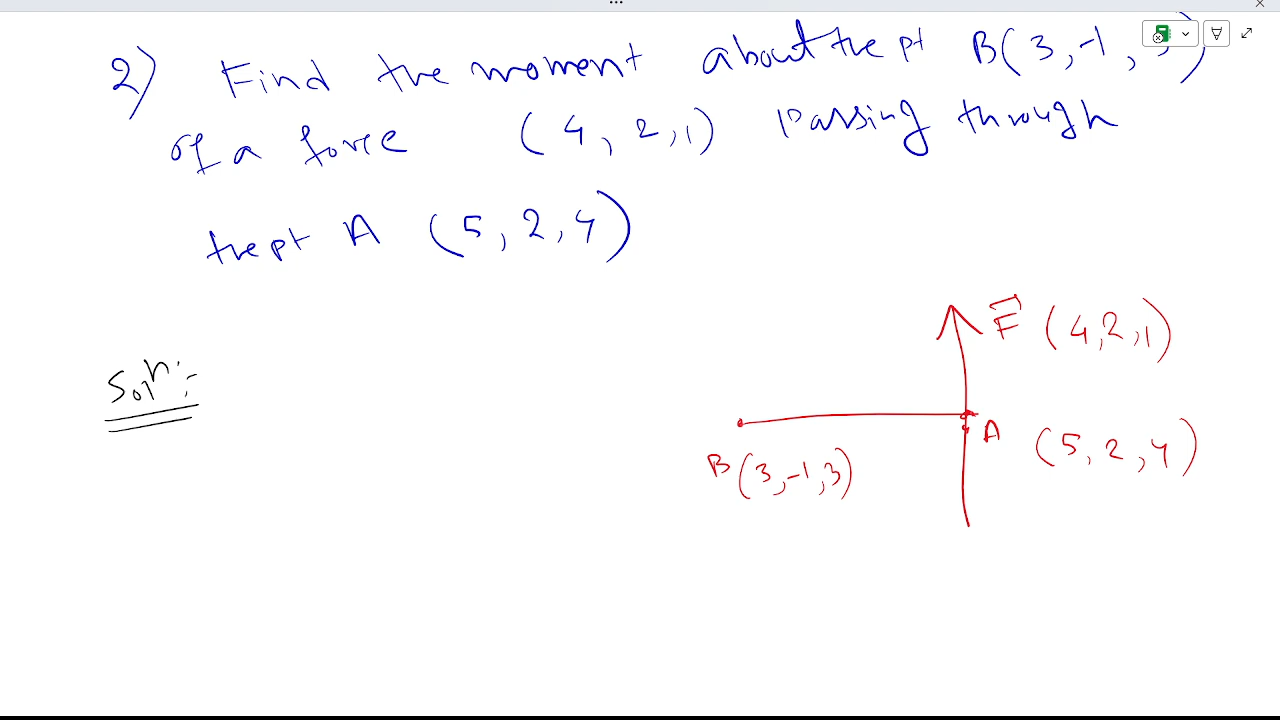 2) Find the moment about the pt B(3,-1,3)
of a force (4,2,1) Passing through
the pt A (5,2,4)
F (4,2,1)
Soln:-
A (5,2,4)
B(3,-1,3)